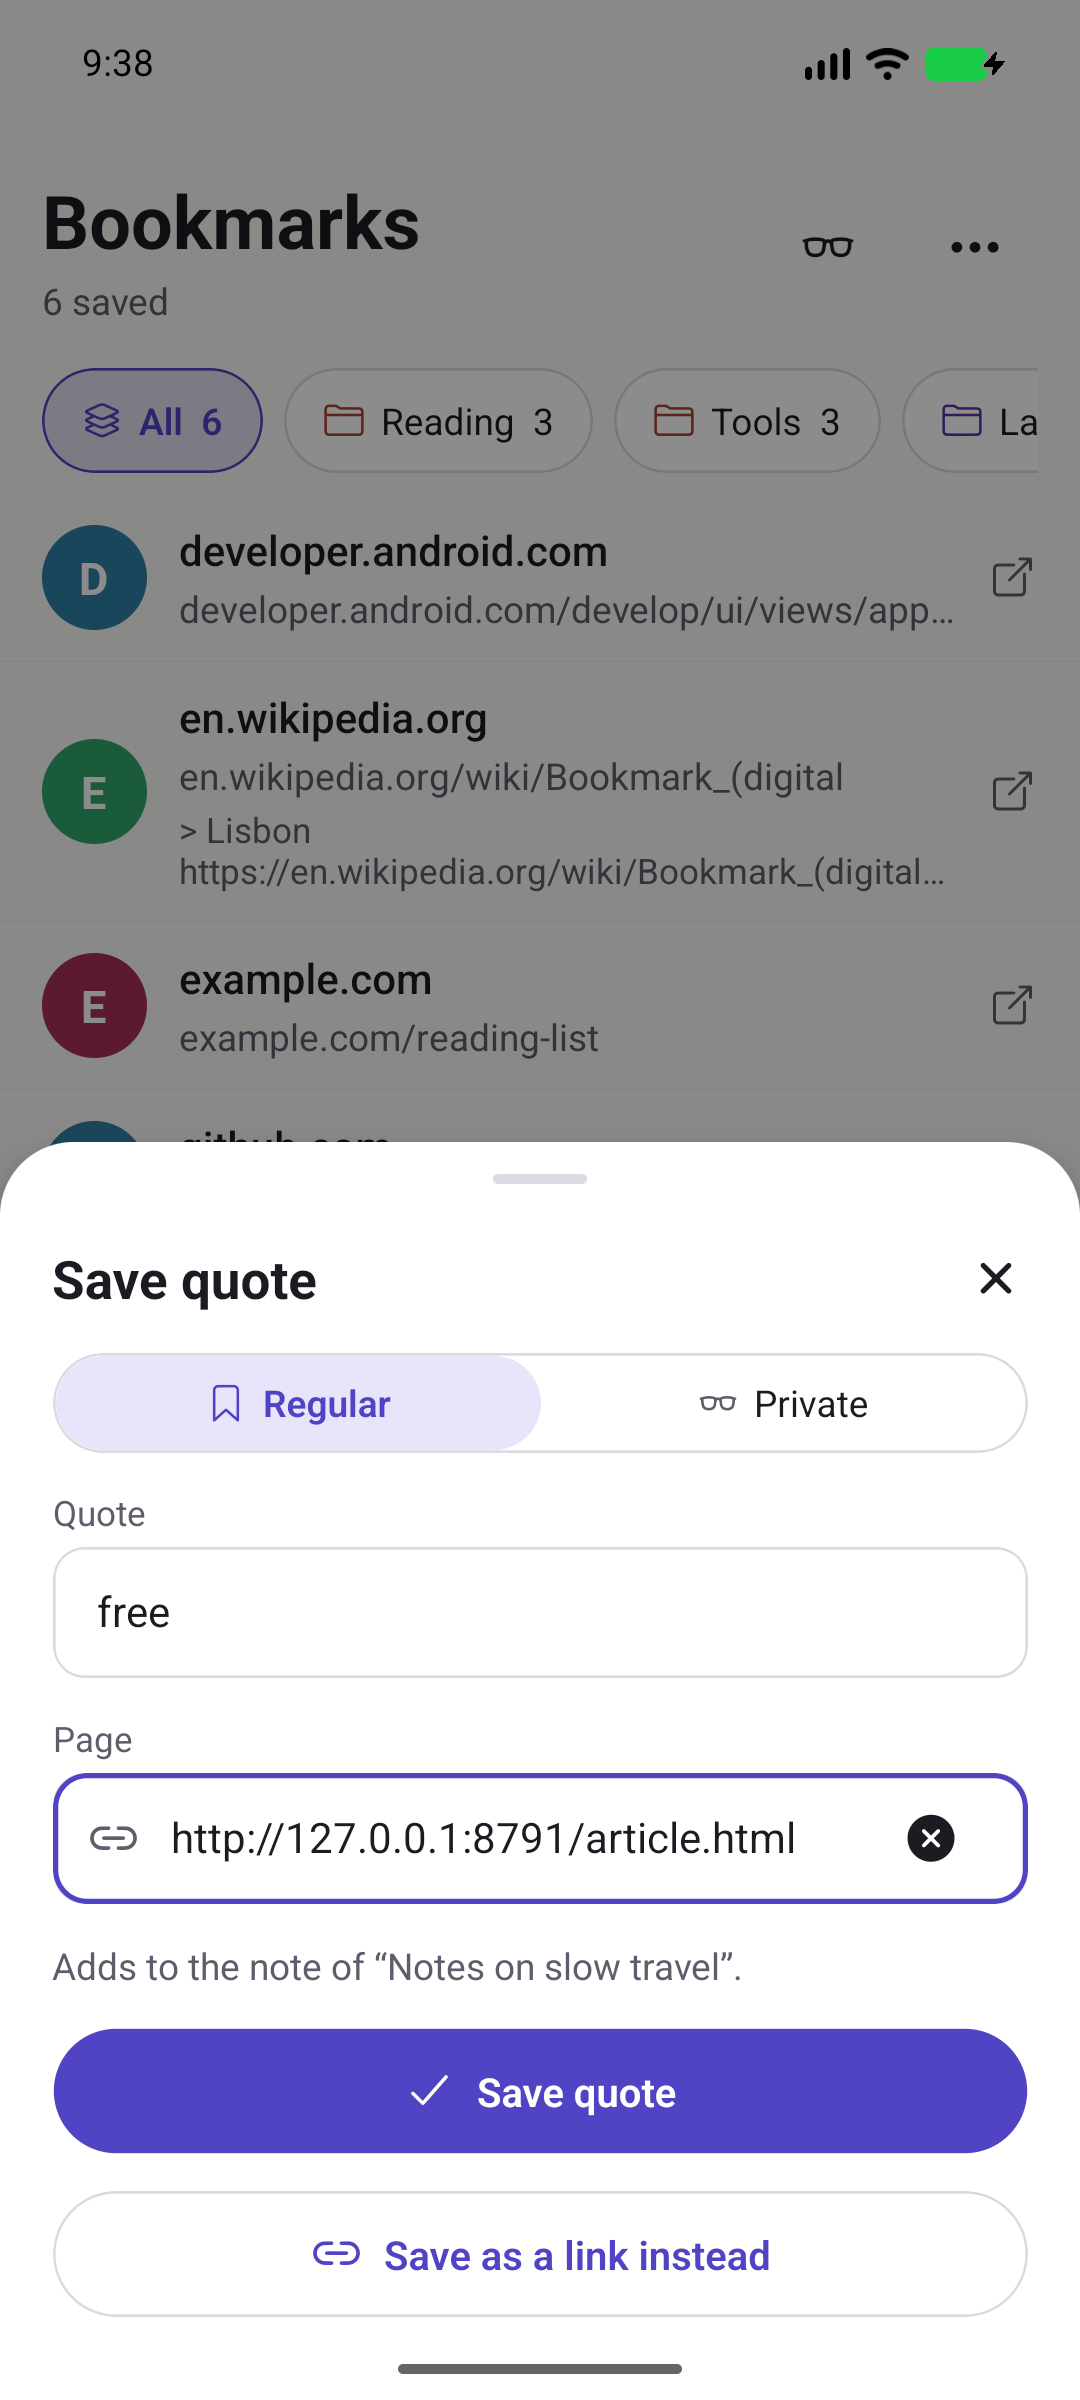 9:38
Bookmarks
6 saved
All 6
Reading 3
Tools 3
La
D
developer.android.com
developer.android.com/develop/ui/views/app…
E
en.wikipedia.org
en.wikipedia.org/wiki/Bookmark_(digital
> Lisbon
https://en.wikipedia.org/wiki/Bookmark_(digital…
E
example.com
example.com/reading-list
github.com
Save quote
Regular
Private
Quote
free
Page
http://127.0.0.1:8791/article.html
Adds to the note of “Notes on slow travel”.
Save quote
Save as a link instead